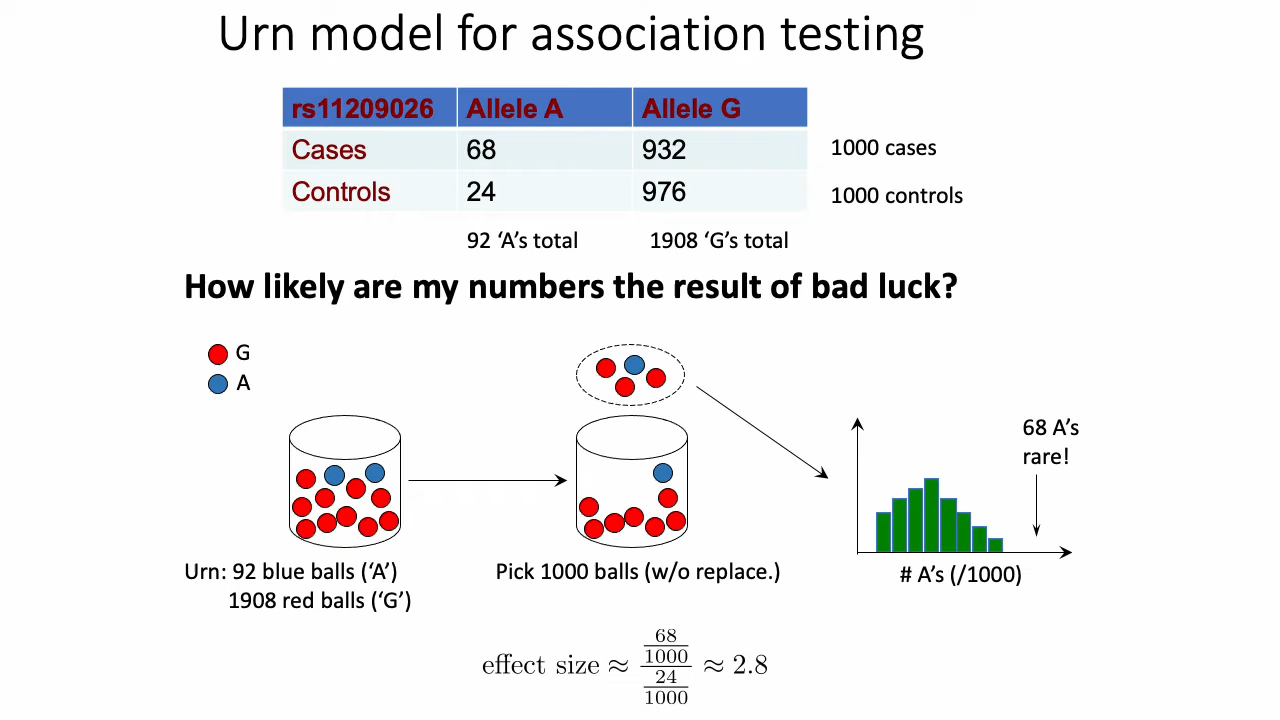 Urn model for association testing
rs11209026 Allele A Allele G
Cases 68 932 1000 cases
Controls 24 976 1000 controls
92 ‘A’s total 1908 ‘G’s total
How likely are my numbers the result of bad luck?
G
A
68 A’s
rare!
Urn: 92 blue balls (‘A’)
1908 red balls (‘G’)
Pick 1000 balls (w/o replace.)
# A’s (/1000)
effect size ≈ (68/1000)/(24/1000) ≈ 2.8